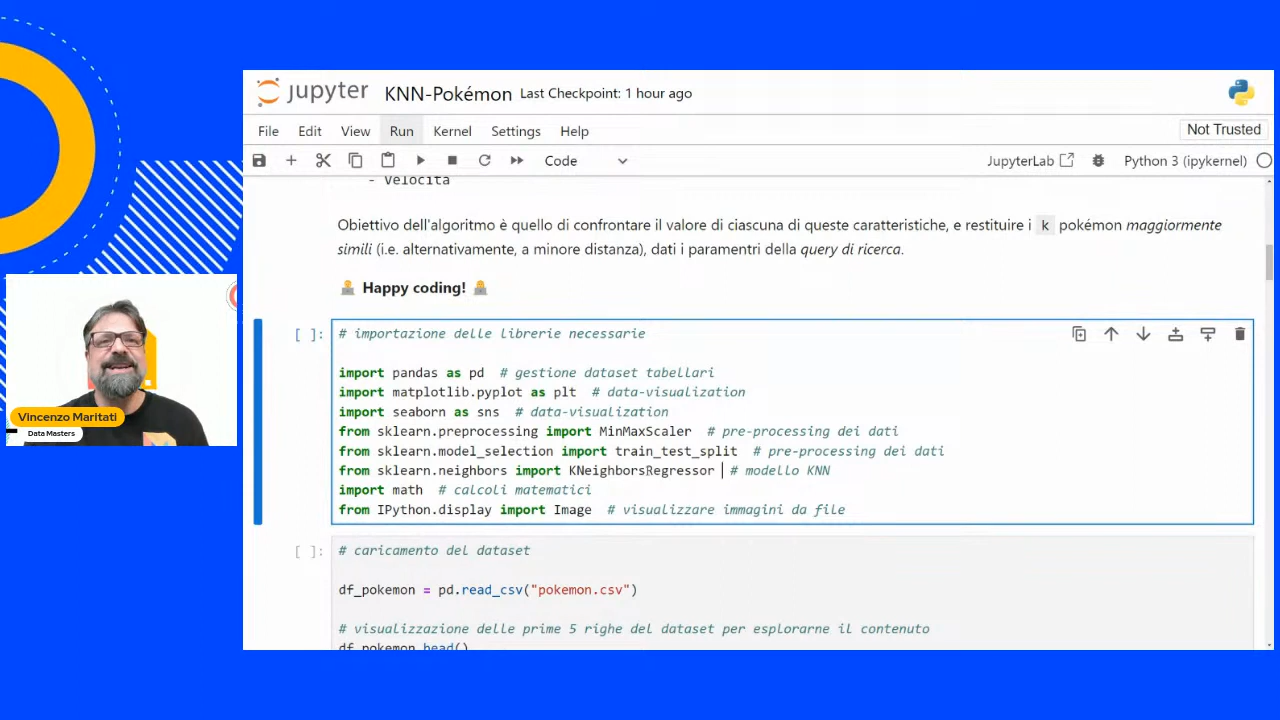 jupyter KNN-Pokémon Last Checkpoint: 1 hour ago
File Edit View Run Kernel Settings Help
Not Trusted
Code JupyterLab Python 3 (ipykernel)
- Velocità
Obiettivo dell'algoritmo è quello di confrontare il valore di ciascuna di queste caratteristiche, e restituire i k pokémon maggiormente
simili (i.e. alternativamente, a minore distanza), dati i paramentri della query di ricerca.
Happy coding!
[ ]: # importazione delle librerie necessarie
import pandas as pd # gestione dataset tabellari
import matplotlib.pyplot as plt # data-visualization
import seaborn as sns # data-visualization
from sklearn.preprocessing import MinMaxScaler # pre-processing dei dati
from sklearn.model_selection import train_test_split # pre-processing dei dati
from sklearn.neighbors import KNeighborsRegressor # modello KNN
import math # calcoli matematici
from IPython.display import Image # visualizzare immagini da file
[ ]: # caricamento del dataset
df_pokemon = pd.read_csv("pokemon.csv")
# visualizzazione delle prime 5 righe del dataset per esplorarne il contenuto
df_pokemon.head()
Vincenzo Maritati
Data Masters